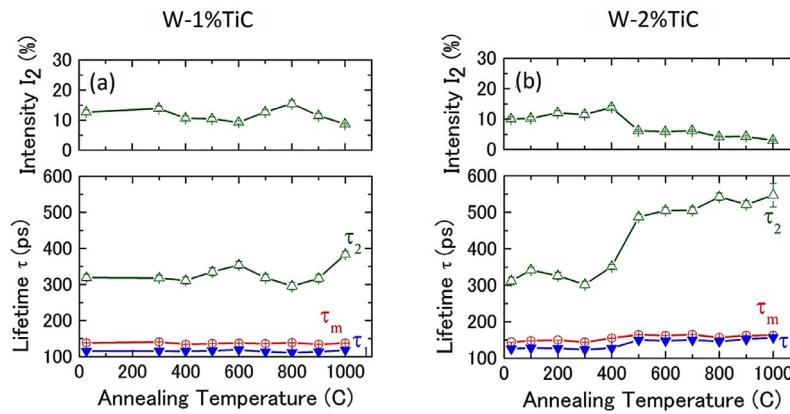 W-1%TiC
W-2%TiC
Intensity I2 (%)
30
20
10
0
(a)
Lifetime τ (ps)
600
500
400
300
200
100
τ2
τm
τ
0 200 400 600 800 1000
Annealing Temperature (C)
Intensity I2 (%)
30
20
10
0
(b)
Lifetime τ (ps)
600
500
400
300
200
100
τ2
τm
τ
0 200 400 600 800 1000
Annealing Temperature (C)